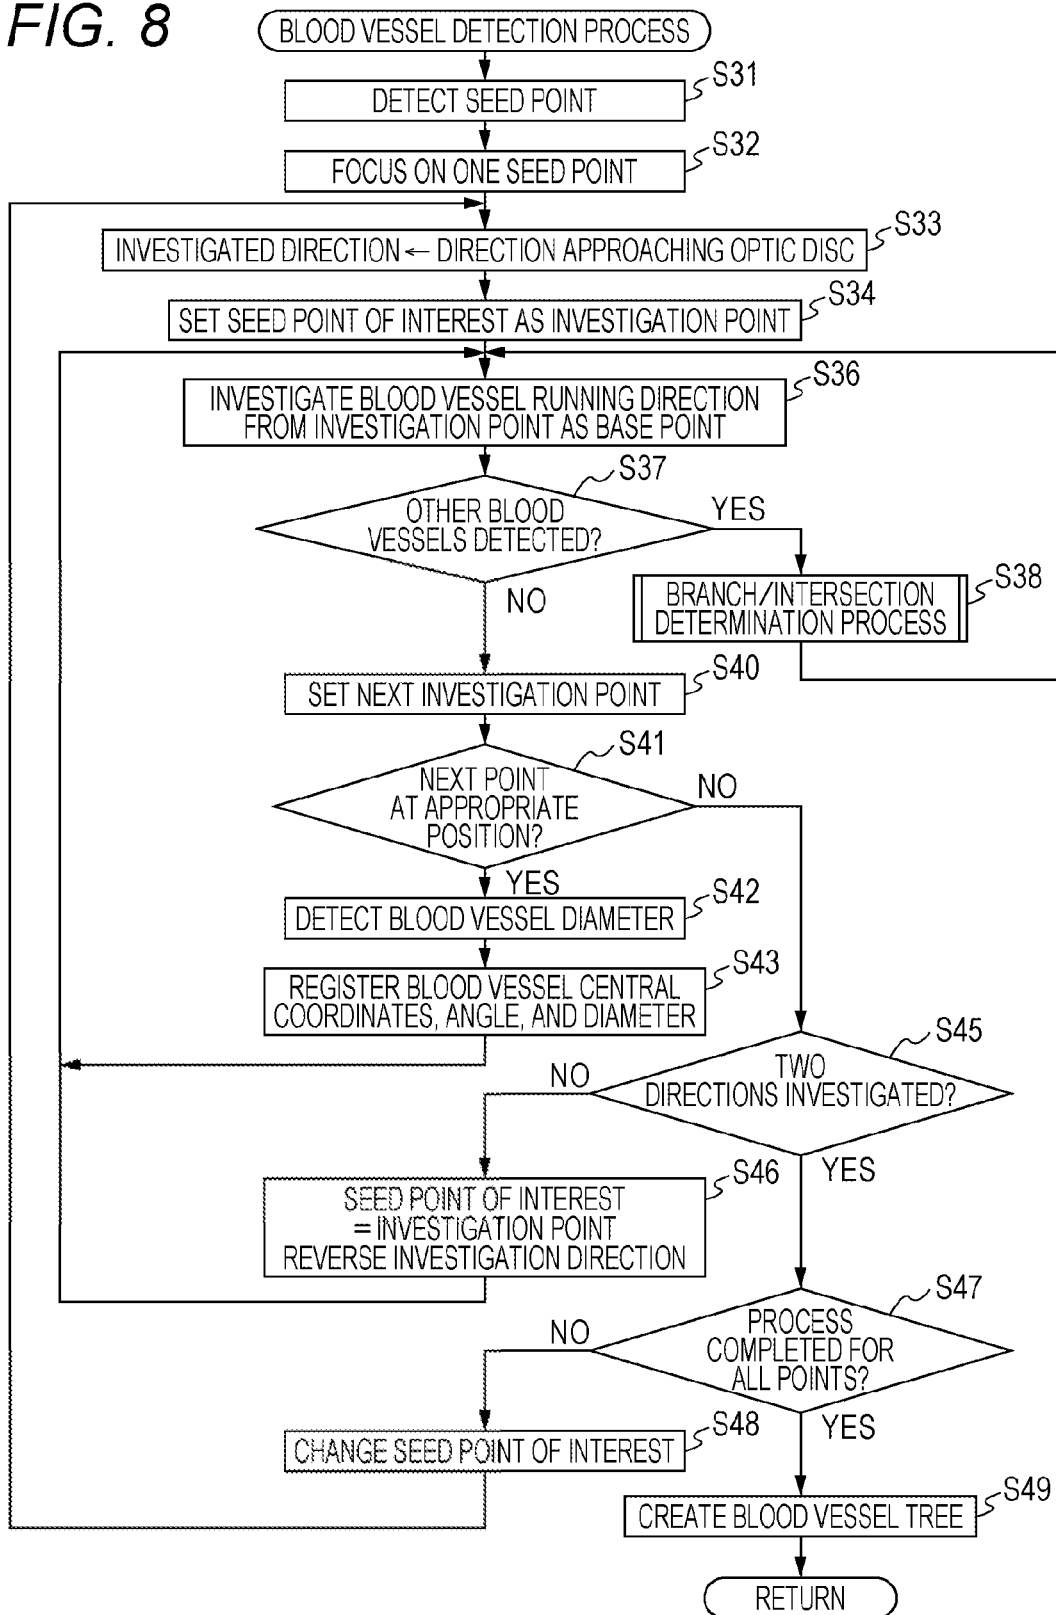 FIG. 8
BLOOD VESSEL DETECTION PROCESS
S31
DETECT SEED POINT
S32
FOCUS ON ONE SEED POINT
S33
INVESTIGATED DIRECTION ← DIRECTION APPROACHING OPTIC DISC
S34
SET SEED POINT OF INTEREST AS INVESTIGATION POINT
S36
INVESTIGATE BLOOD VESSEL RUNNING DIRECTION
FROM INVESTIGATION POINT AS BASE POINT
S37
OTHER BLOOD
VESSELS DETECTED?
YES
NO
S38
BRANCH/INTERSECTION
DETERMINATION PROCESS
S40
SET NEXT INVESTIGATION POINT
S41
NEXT POINT
AT APPROPRIATE
POSITION?
NO
YES
S42
DETECT BLOOD VESSEL DIAMETER
S43
REGISTER BLOOD VESSEL CENTRAL
COORDINATES, ANGLE, AND DIAMETER
S45
TWO
DIRECTIONS INVESTIGATED?
NO
YES
S46
SEED POINT OF INTEREST
= INVESTIGATION POINT
REVERSE INVESTIGATION DIRECTION
S47
PROCESS
COMPLETED FOR
ALL POINTS?
NO
YES
S48
CHANGE SEED POINT OF INTEREST
S49
CREATE BLOOD VESSEL TREE
RETURN